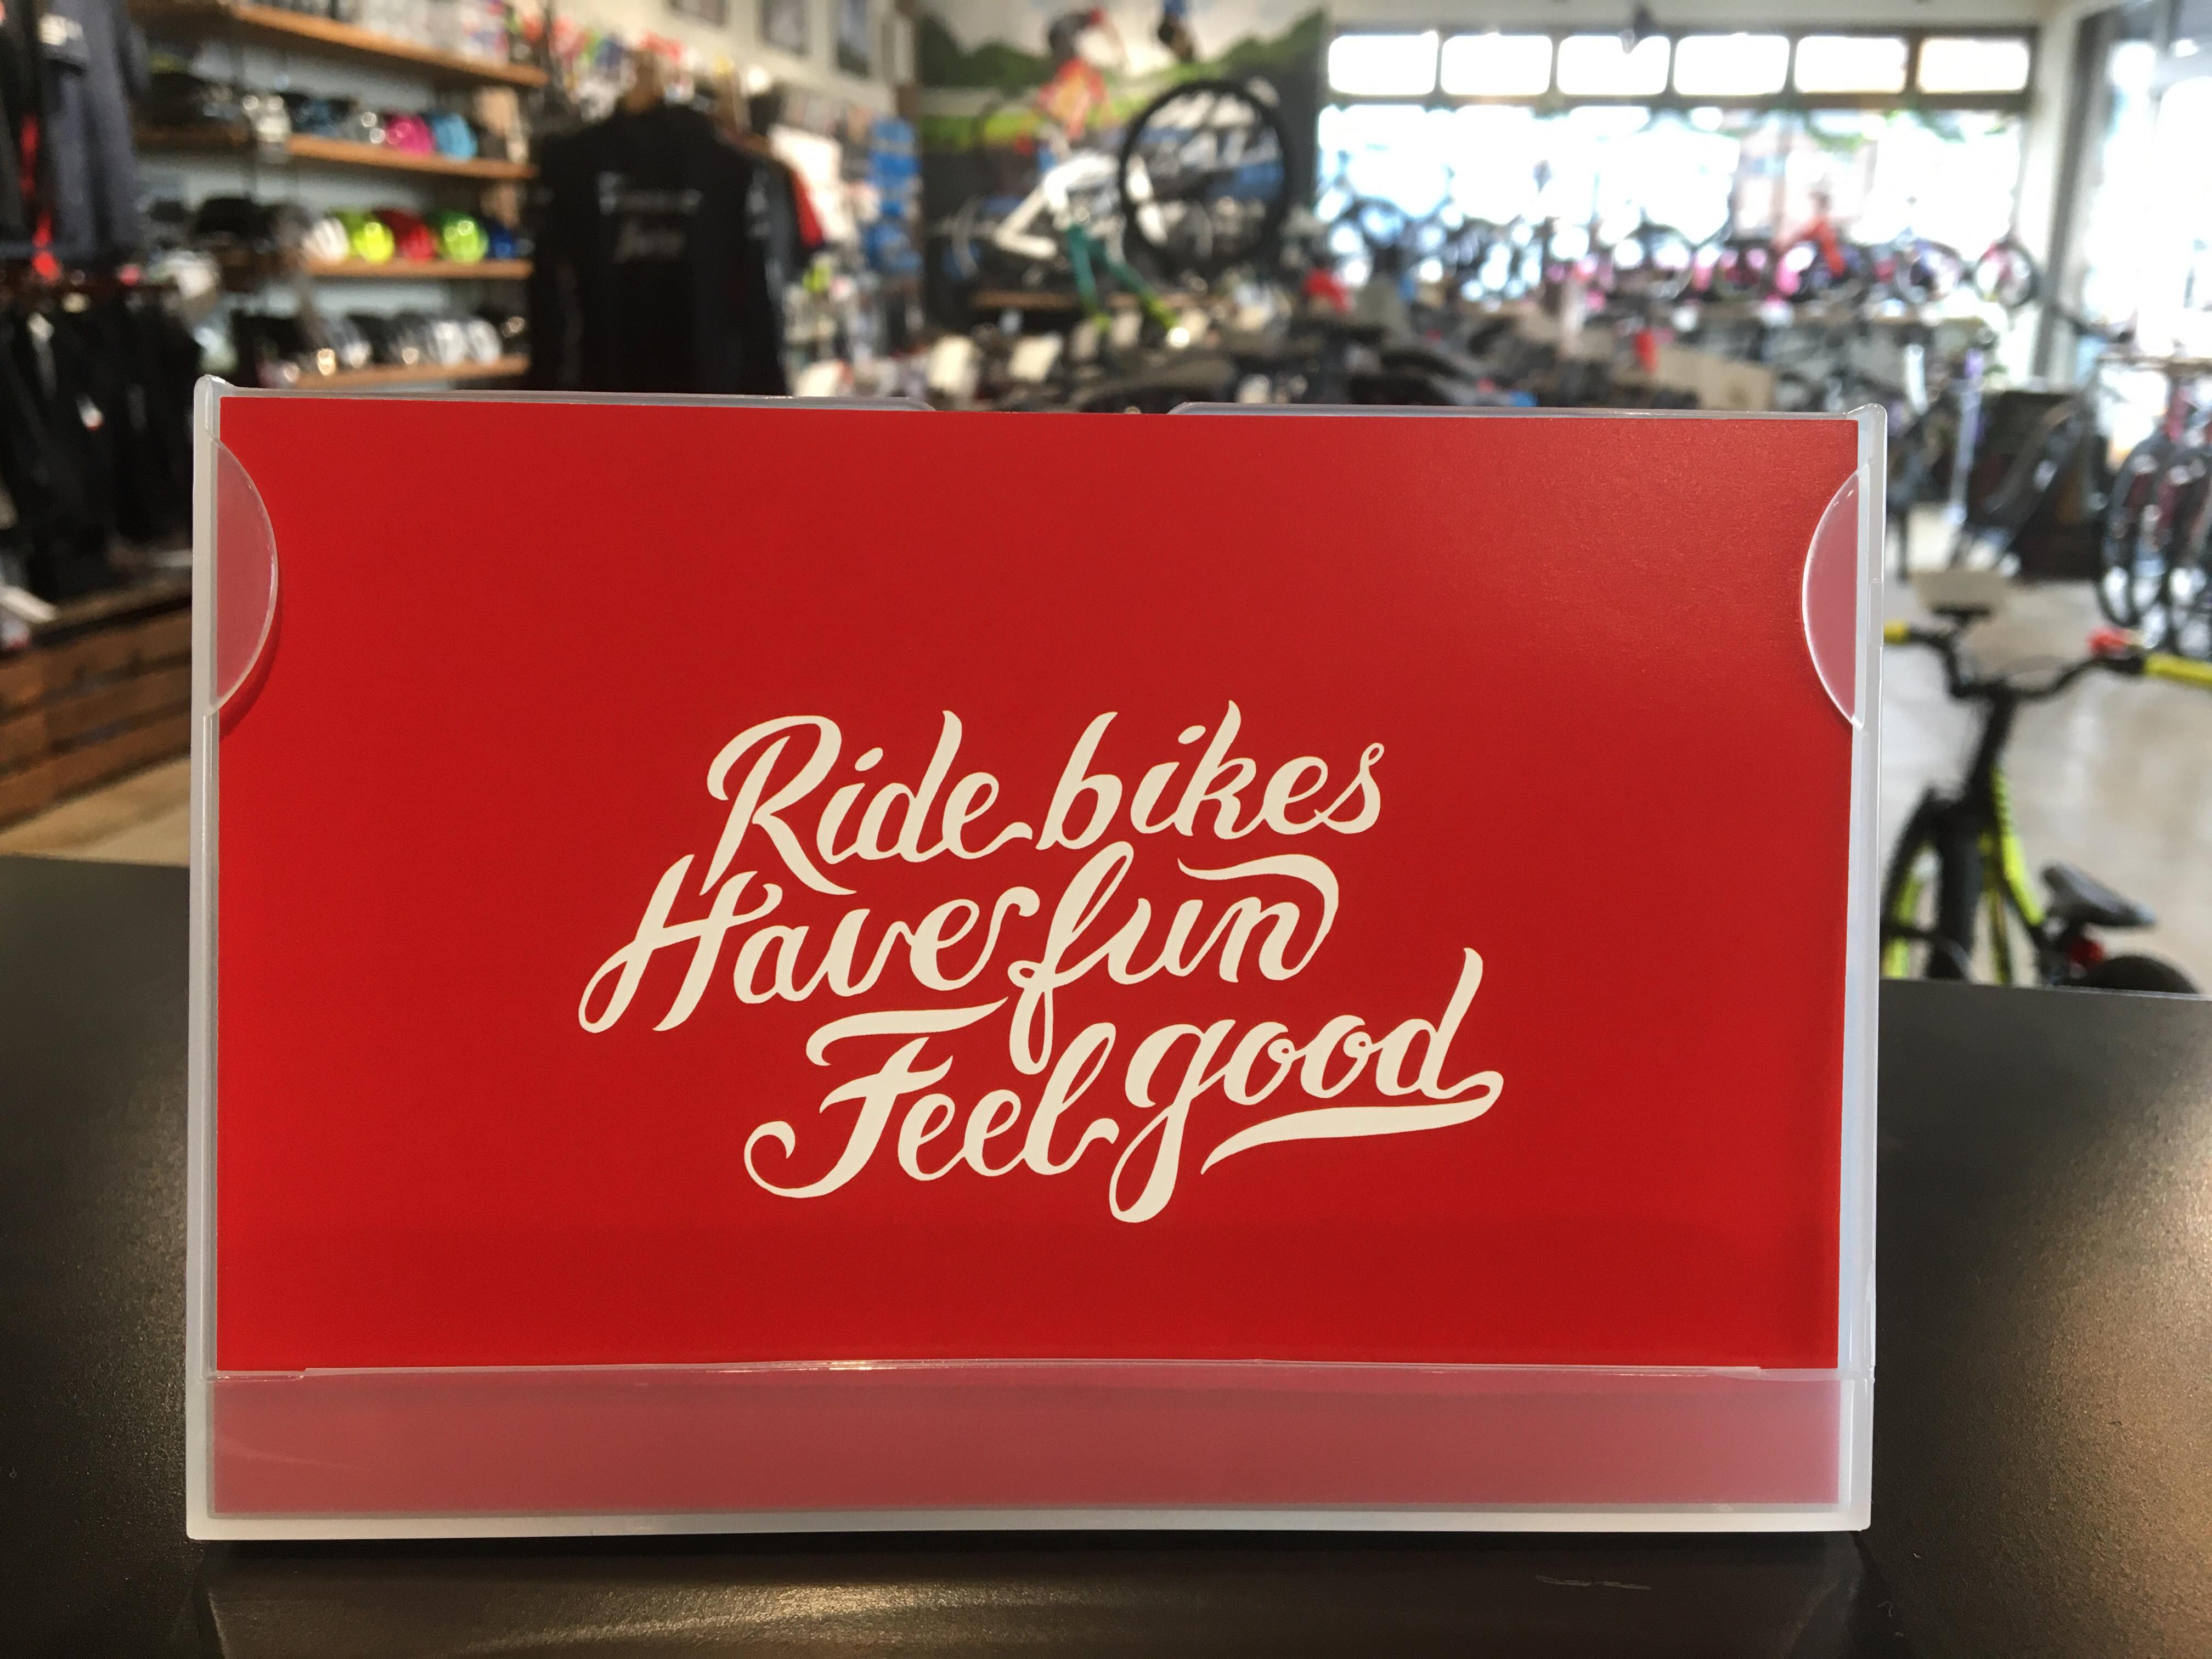 Ride bikes
Have fun
Feel good